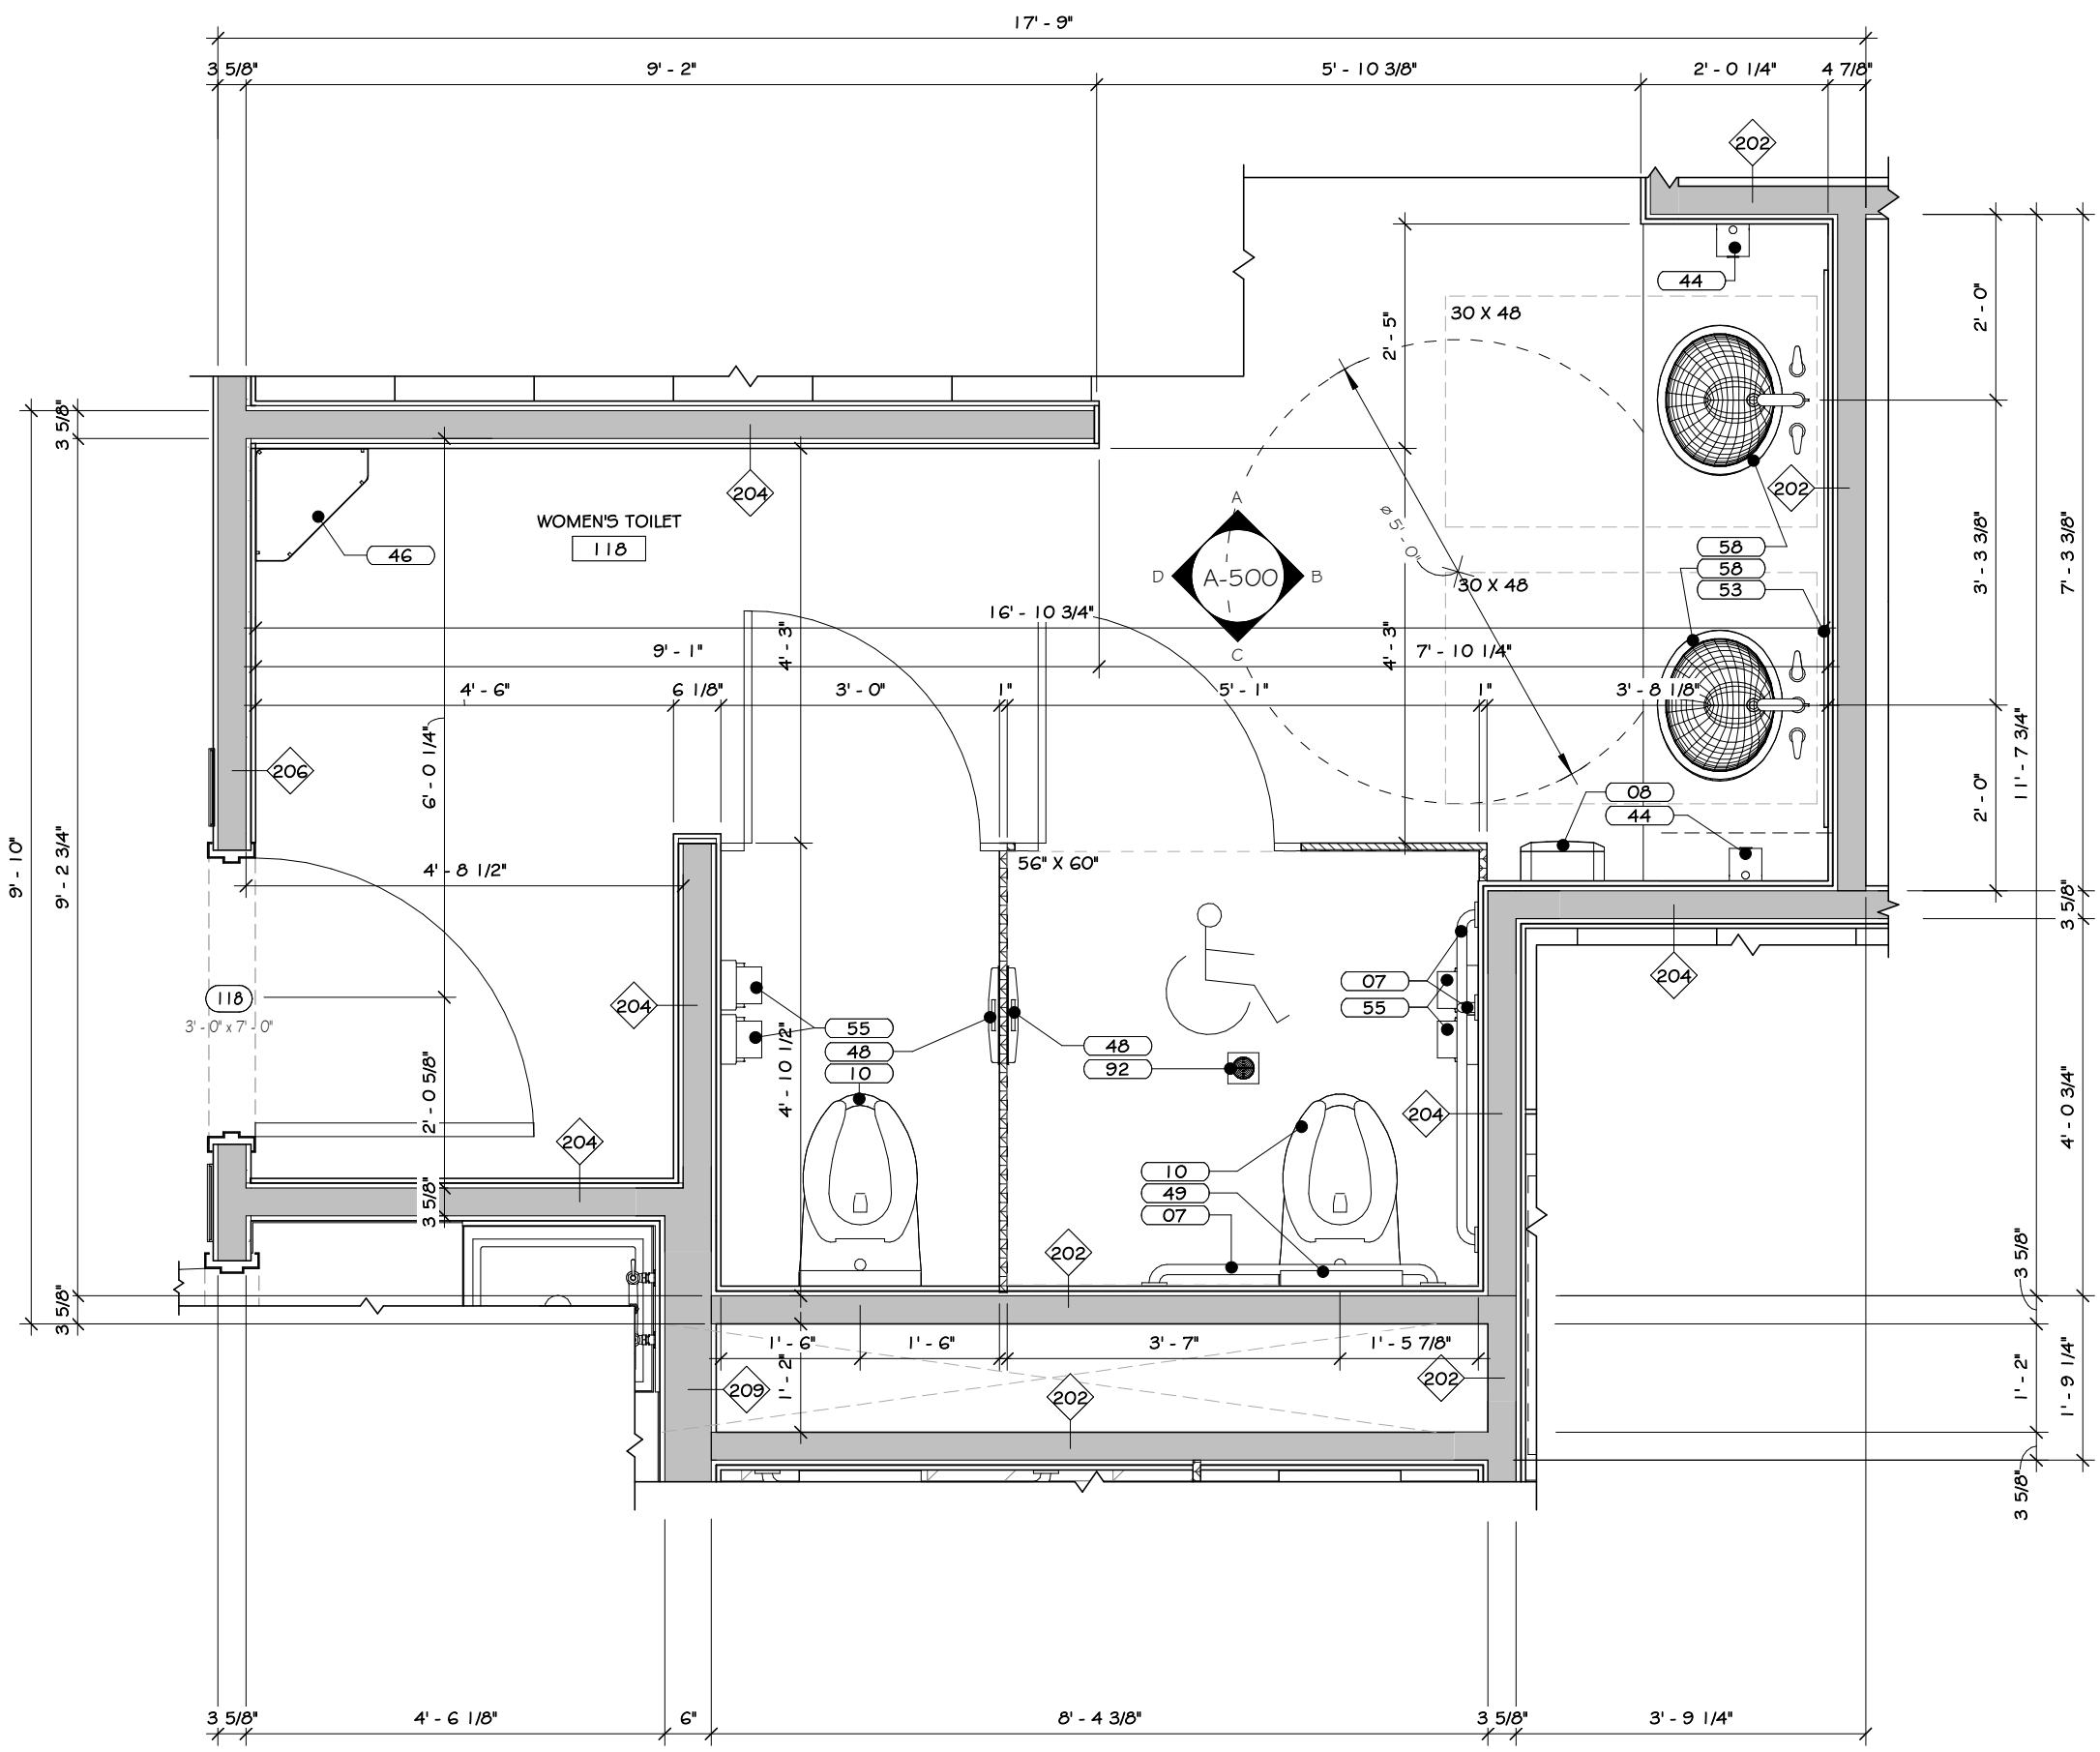 17' - 9"
3 5/8"
9' - 2"
5' - 10 3/8"
2' - 0 1/4"
4 7/8"
202
44
30 X 48
2' - 5"
2' - 0"
3 5/8"
204
202
WOMEN'S TOILET
118
46
A
D
A-500
B
C
ø 5' - 0"
30 X 48
58
58
53
3' - 3 3/8"
7' - 3 3/8"
16' - 10 3/4"
9' - 1"
4' - 3"
4' - 3"
7' - 10 1/4"
4' - 6"
6 1/8"
3' - 0"
1"
5' - 1"
1"
3' - 8 1/8"
206
6' - 0 1/4"
08
44
2' - 0"
11' - 7 3/4"
9' - 10"
9' - 2 3/4"
4' - 8 1/2"
56" X 60"
3 5/8"
118
3' - 0" x 7' - 0"
204
07
55
204
55
48
10
4' - 10 1/2"
48
92
2' - 0 5/8"
204
204
4' - 0 3/4"
10
49
07
3 5/8"
202
3 5/8"
3 5/8"
1' - 6"
1' - 6"
3' - 7"
1' - 5 7/8"
209
1' - 2"
202
202
1' - 2"
1' - 9 1/4"
3 5/8"
3 5/8"
4' - 6 1/8"
6"
8' - 4 3/8"
3 5/8"
3' - 9 1/4"